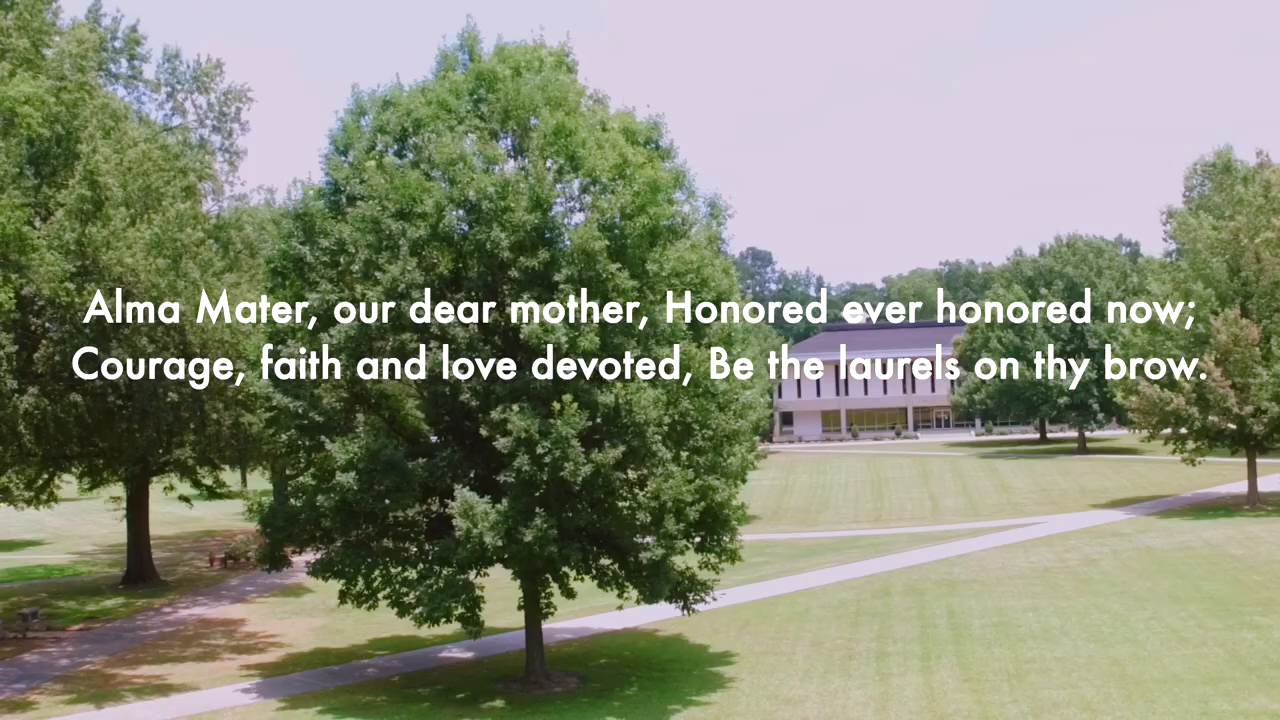 Alma Mater, our dear mother, Honored ever honored now;
Courage, faith and love devoted, Be the laurels on thy brow.